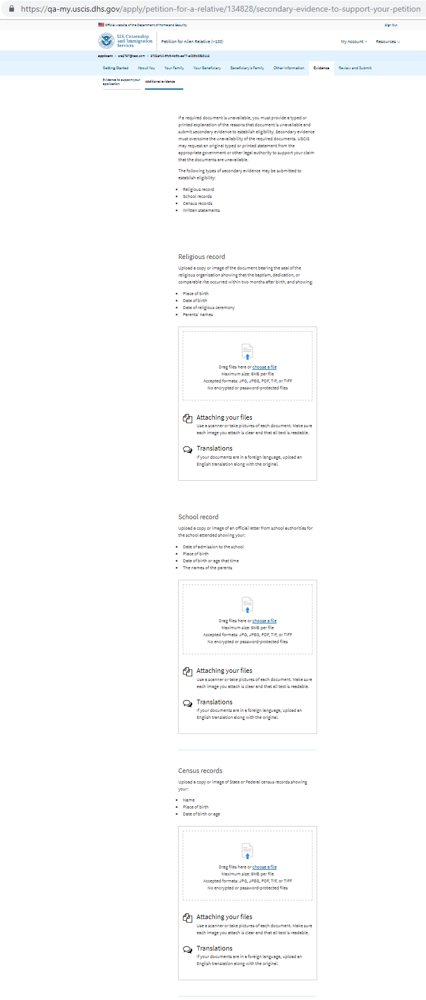 https://qa-my.uscis.dhs.gov/apply/petition-for-a-relative/134828/secondary-evidence-to-support-your-petition
Official website of the Department of Homeland Security
Sign Out
U.S. Citizenship
and Immigration
Services
Petition for Alien Relative (I-130)
My Account
Resources
applicant >
Getting Started
About You
Your Family
Your Beneficiary
Beneficiary's Family
Other Information
Evidence
Review and Submit
Evidence to support your
application
Additional evidence
If a required document is unavailable, you must provide a typed or
printed explanation of the reasons that document is unavailable and
submit secondary evidence to establish eligibility. Secondary evidence
must overcome the unavailability of the required documents. USCIS
may request an original typed or printed statement from the
appropriate government or other legal authority to support your claim
that the documents are unavailable.
The following types of secondary evidence may be submitted to
establish eligibility:
Religious record
School records
Census records
Written statements
Religious record
Upload a copy or image of the document bearing the seal of the
religious organization showing that the baptism, dedication, or
comparable rite occurred within two months after birth, and showing:
Place of birth
Date of birth
Date of religious ceremony
Parents' names
Drag files here or choose a file
Maximum size: 6MB per file
Accepted formats: JPG, JPEG, PDF, TIF, or TIFF
No encrypted or password-protected files
Attaching your files
Use a scanner or take pictures of each document. Make sure
each image you attach is clear and that all text is readable.
Translations
If your documents are in a foreign language, upload an
English translation along with the original.
School record
Upload a copy or image of an official letter from school authorities for
the school attended showing your:
Date of admission to the school
Place of birth
Date of birth or age that time
The names of the parents
Drag files here or choose a file
Maximum size: 6MB per file
Accepted formats: JPG, JPEG, PDF, TIF, or TIFF
No encrypted or password-protected files
Attaching your files
Use a scanner or take pictures of each document. Make sure
each image you attach is clear and that all text is readable.
Translations
If your documents are in a foreign language, upload an
English translation along with the original.
Census records
Upload a copy or image of State or Federal census records showing
your:
Name
Place of birth
Date of birth or age
Drag files here or choose a file
Maximum size: 6MB per file
Accepted formats: JPG, JPEG, PDF, TIF, or TIFF
No encrypted or password-protected files
Attaching your files
Use a scanner or take pictures of each document. Make sure
each image you attach is clear and that all text is readable.
Translations
If your documents are in a foreign language, upload an
English translation along with the original.